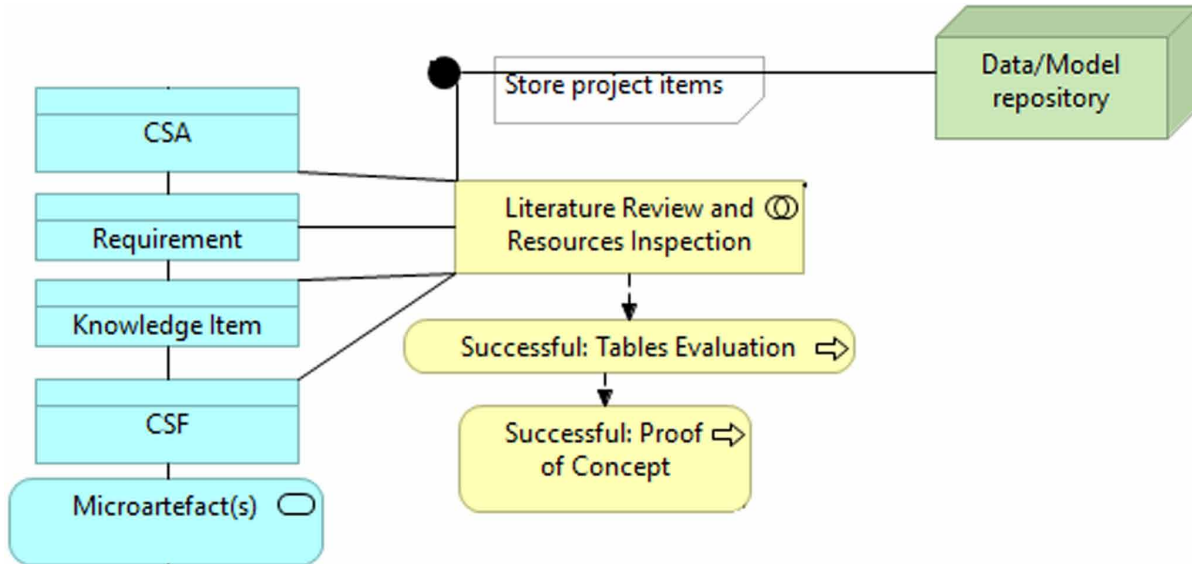 Store project items
Data/Model
repository
CSA
Requirement
Knowledge Item
CSF
Microartefact(s)
Literature Review and
Resources Inspection
Successful: Tables Evaluation
Successful: Proof
of Concept